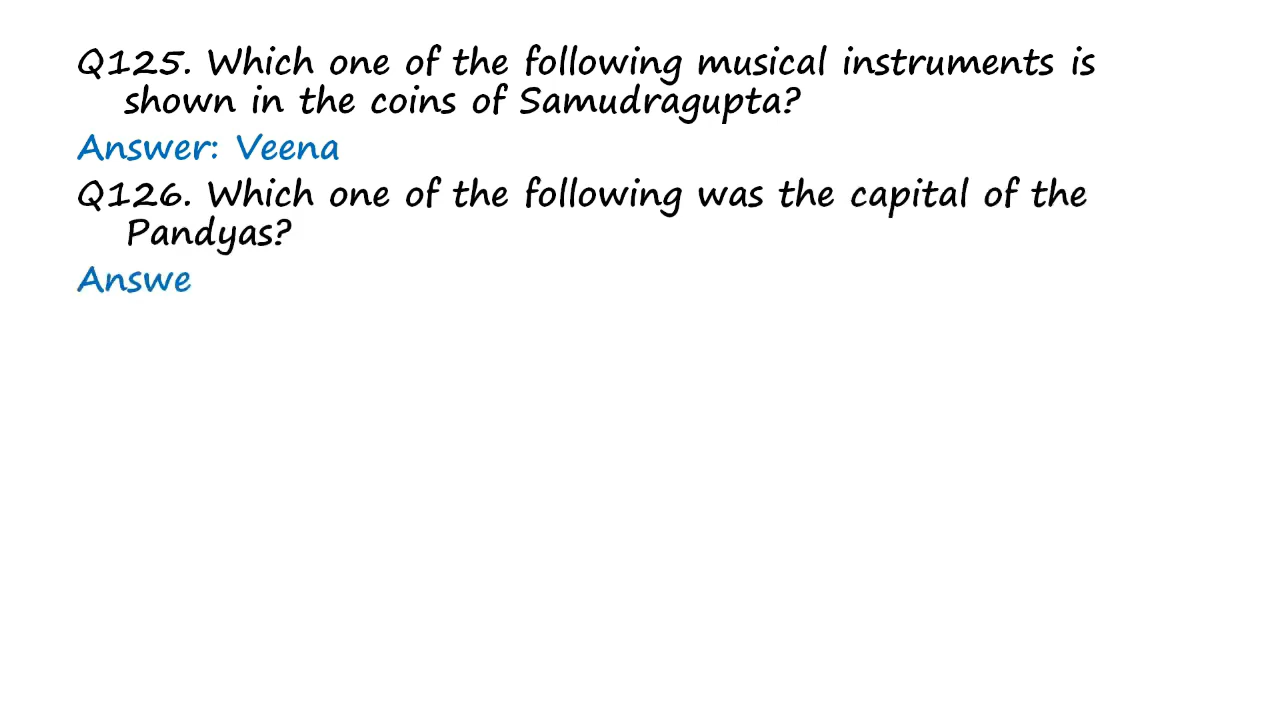 Q125. Which one of the following musical instruments is
shown in the coins of Samudragupta?
Answer: Veena
Q126. Which one of the following was the capital of the
Pandyas?
Answe